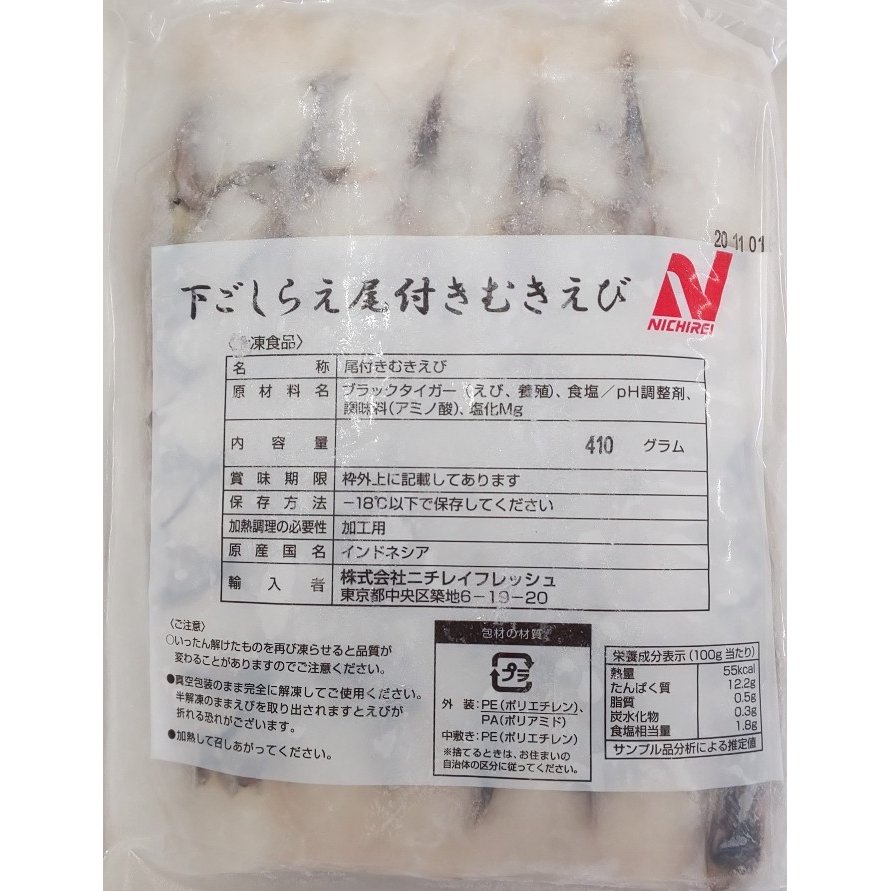 20 11 01
下ごしらえ尾付きむきえび
NICHIREI
凍食品〉
名称 尾付きむきえび
原材料名 ブラックタイガー(えび、養殖)、食塩／pH調整剤、
調味料(アミノ酸)、塩化Mg
内容量 410 グラム
賞味期限 枠外上に記載してあります
保存方法 −18℃以下で保存してください
加熱調理の必要性 加工用
原産国名 インドネシア
輸入者 株式会社ニチレイフレッシュ
東京都中央区築地6−19−20
〈ご注意〉
○いったん解けたものを再び凍らせると品質が
変わることがありますのでご注意ください。
●真空包装のまま完全に解凍してご使用ください。
半解凍のままえびを取り出されますとえびが
折れる恐れがございます。
●加熱して召しあがってください。
包材の材質
プラ
外装：PE(ポリエチレン)、
PA(ポリアミド)
中敷き：PE(ポリエチレン)
※捨てるときは、お住まいの
自治体の区分に従ってください。
栄養成分表示(100g当たり)
熱量 55kcal
たんぱく質 12.2g
脂質 0.5g
炭水化物 0.3g
食塩相当量 1.8g
サンプル品分析による推定値